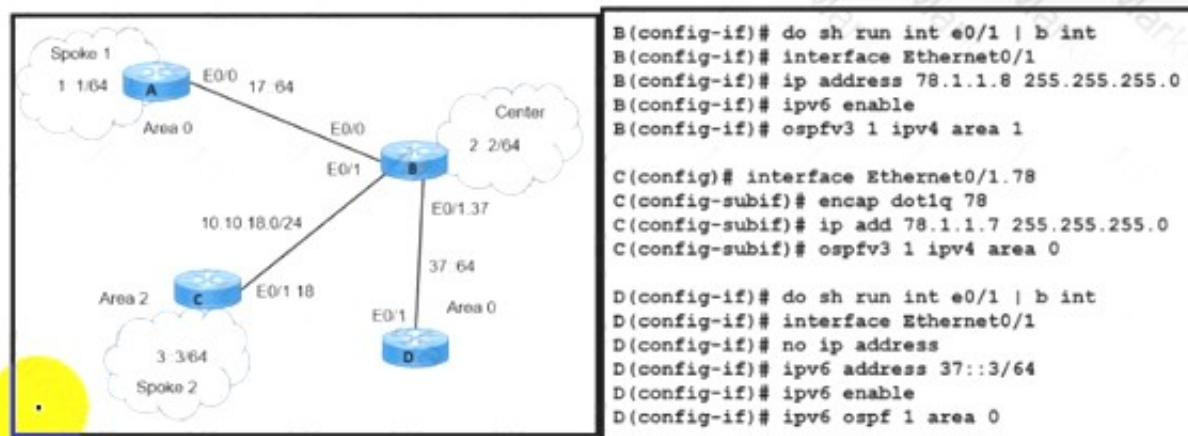 Spoke 1
1 1/64
A
E0/0
17 :64
Area 0
E0/0
Center
2 2/64
B
E0/1
E0/1.37
10.10.18.0/24
37 :64
Area 2
C
E0/1 18
Area 0
E0/1
D
3 :3/64
Spoke 2
B(config-if)# do sh run int e0/1 | b int
B(config-if)# interface Ethernet0/1
B(config-if)# ip address 78.1.1.8 255.255.255.0
B(config-if)# ipv6 enable
B(config-if)# ospfv3 1 ipv4 area 1
C(config)# interface Ethernet0/1.78
C(config-subif)# encap dot1q 78
C(config-subif)# ip add 78.1.1.7 255.255.255.0
C(config-subif)# ospfv3 1 ipv4 area 0
D(config-if)# do sh run int e0/1 | b int
D(config-if)# interface Ethernet0/1
D(config-if)# no ip address
D(config-if)# ipv6 address 37::3/64
D(config-if)# ipv6 enable
D(config-if)# ipv6 ospf 1 area 0